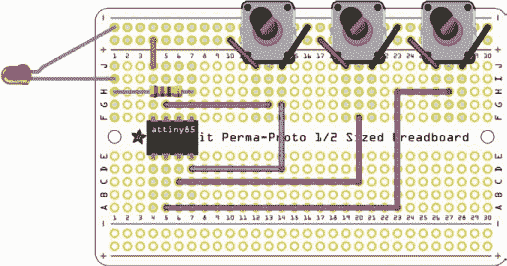 − −
+ +
1 2 3 4 5 6 7 8 9 10 11 12 13 14 15 16 17 18 19 20 21 22 23 24 25 26 27 28 29 30
J J
I
H H
G G
F F
attiny85
it Perma-Proto 1/2 Sized Breadboard
E E
D D
C C
B B
A A
1 2 3 4 5 6 7 8 9 10 11 12 13 14 15 16 17 18 19 20 21 22 23 24 25 26 27 28 29 30
− −
+ +